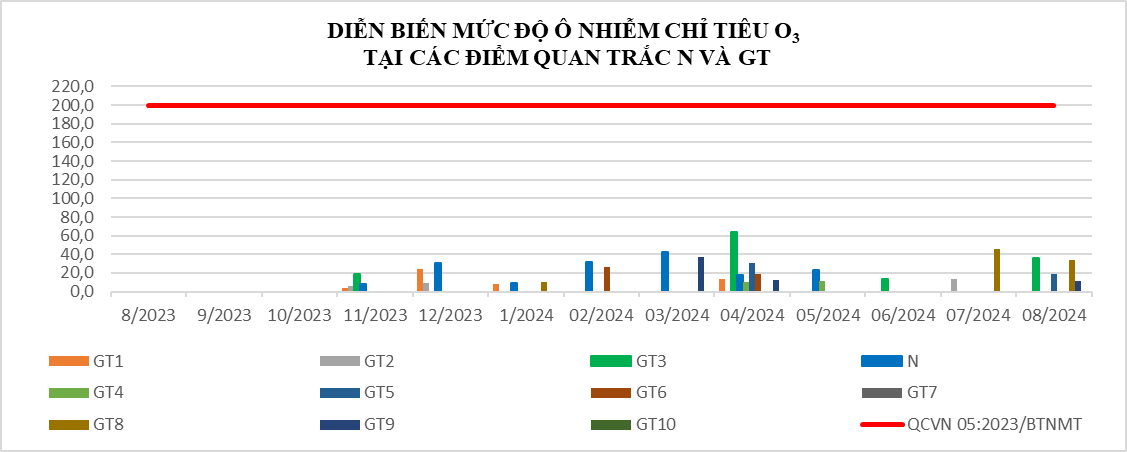 DIỄN BIẾN MỨC ĐỘ Ô NHIỄM CHỈ TIÊU O₃
TẠI CÁC ĐIỂM QUAN TRẮC N VÀ GT
220,0
200,0
180,0
160,0
140,0
120,0
100,0
80,0
60,0
40,0
20,0
0,0
8/2023 9/2023 10/2023 11/2023 12/2023 1/2024 02/2024 03/2024 04/2024 05/2024 06/2024 07/2024 08/2024
GT1 GT2 GT3 N
GT4 GT5 GT6 GT7
GT8 GT9 GT10 QCVN 05:2023/BTNMT